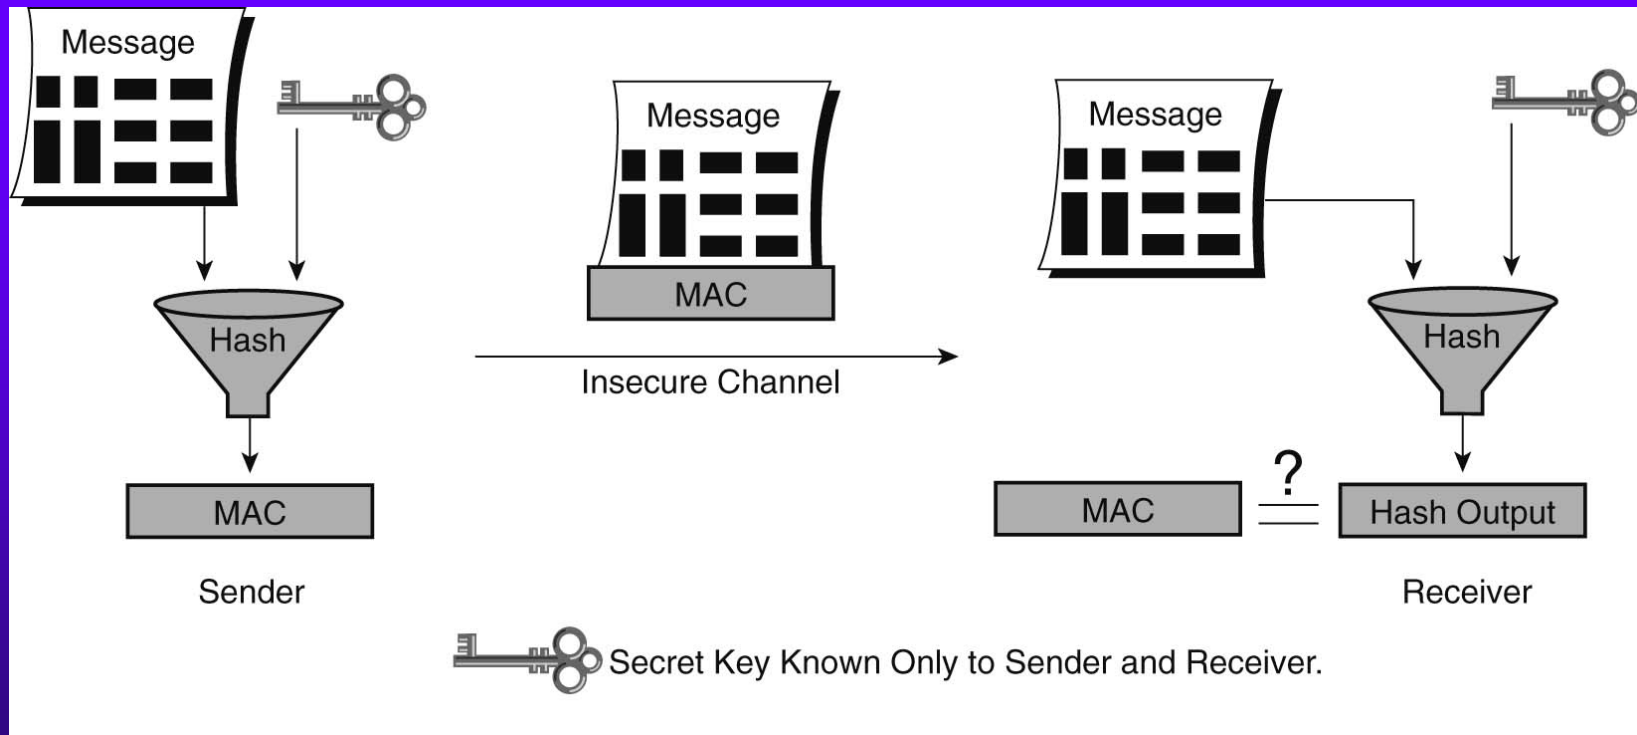 Message
Message
Message
Hash
MAC
Insecure Channel
Hash
MAC
?
Hash Output
MAC
Sender
Receiver
Secret Key Known Only to Sender and Receiver.